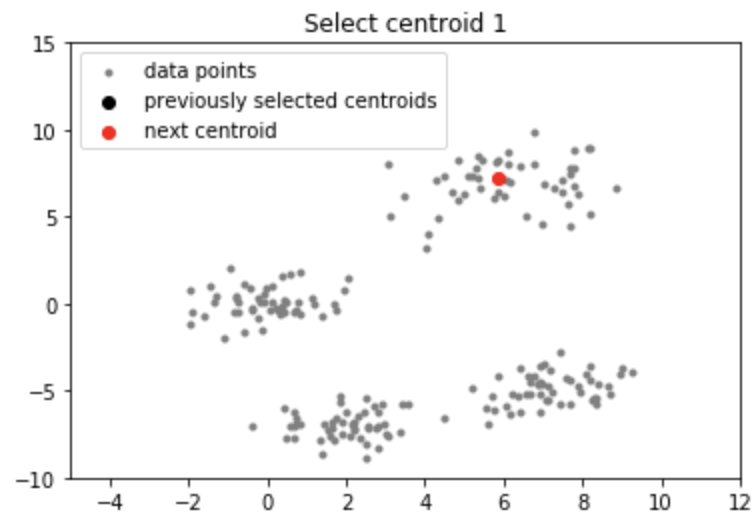 Select centroid 1
15
10
5
0
−5
−10
data points
previously selected centroids
next centroid
−4 −2 0 2 4 6 8 10 12